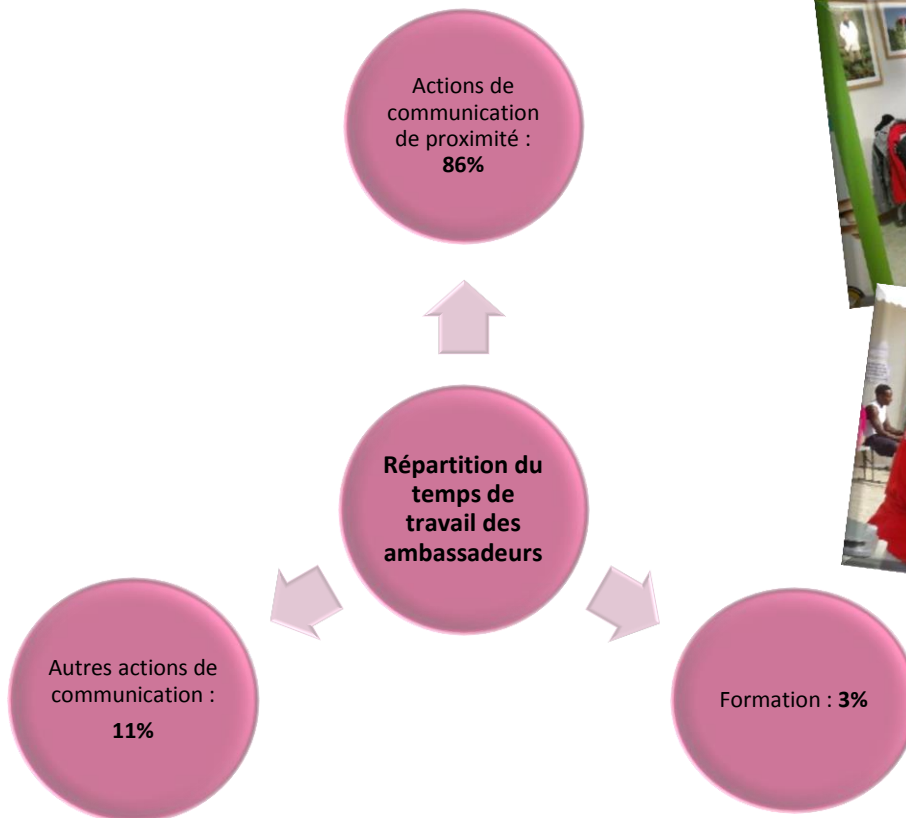 Actions de
communication
de proximité :
86%
Répartition du
temps de
travail des
ambassadeurs
Autres actions de
communication :
11%
Formation : 3%